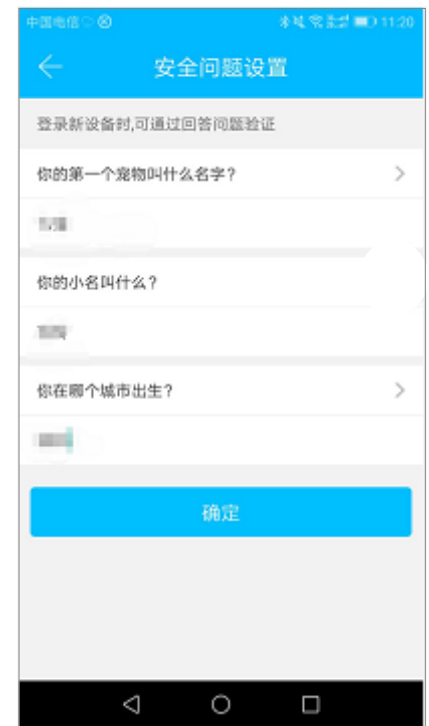 中国电信 11:20
安全问题设置
登录新设备时,可通过回答问题验证
你的第一个宠物叫什么名字?
你的小名叫什么?
你在哪个城市出生?
确定